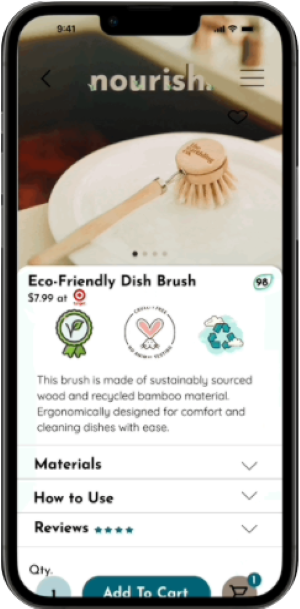 9:41
nourish.
Eco-Friendly Dish Brush
98
$7.99 at
CRUELTY FREE
NO ANIMAL TESTING
This brush is made of sustainably sourced
wood and recycled bamboo material.
Ergonomically designed for comfort and
cleaning dishes with ease.
Materials
How to Use
Reviews
Qty.
1
Add To Cart
1